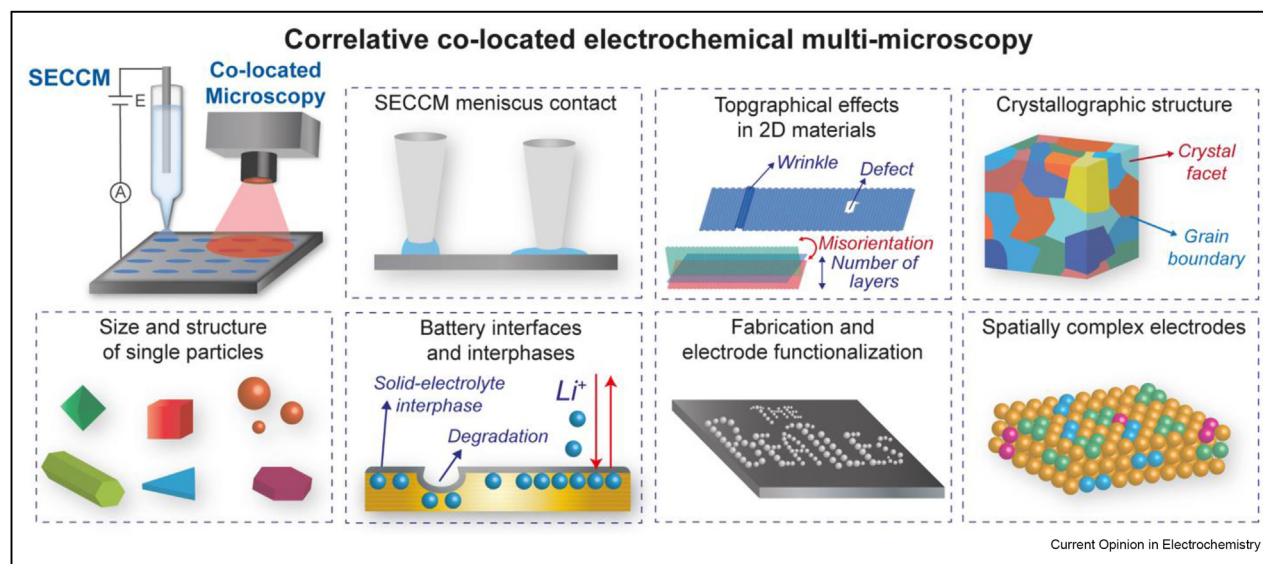 Correlative co-located electrochemical multi-microscopy
SECCM
E
A
Co-located
Microscopy
SECCM meniscus contact
Topgraphical effects
in 2D materials
Wrinkle
Defect
Misorientation
Number of
layers
Crystallographic structure
Crystal
facet
Grain
boundary
Size and structure
of single particles
Battery interfaces
and interphases
Solid-electrolyte
interphase
Li⁺
Degradation
Fabrication and
electrode functionalization
THE
BEATLES
Spatially complex electrodes
Current Opinion in Electrochemistry